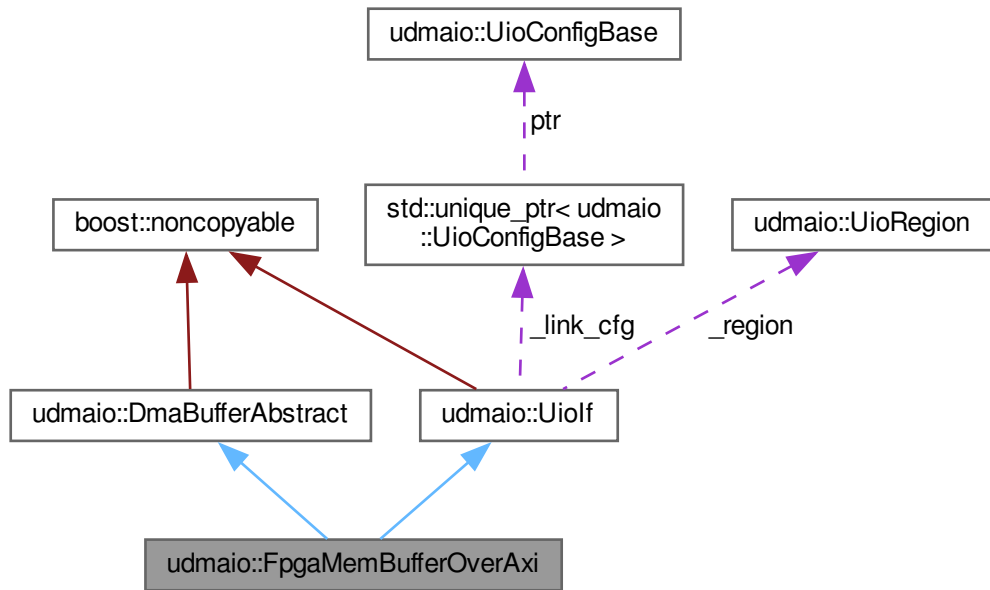 udmaio::UioConfigBase
ptr
boost::noncopyable
std::unique_ptr< udmaio
::UioConfigBase >
udmaio::UioRegion
_link_cfg
_region
udmaio::DmaBufferAbstract
udmaio::UioIf
udmaio::FpgaMemBufferOverAxi